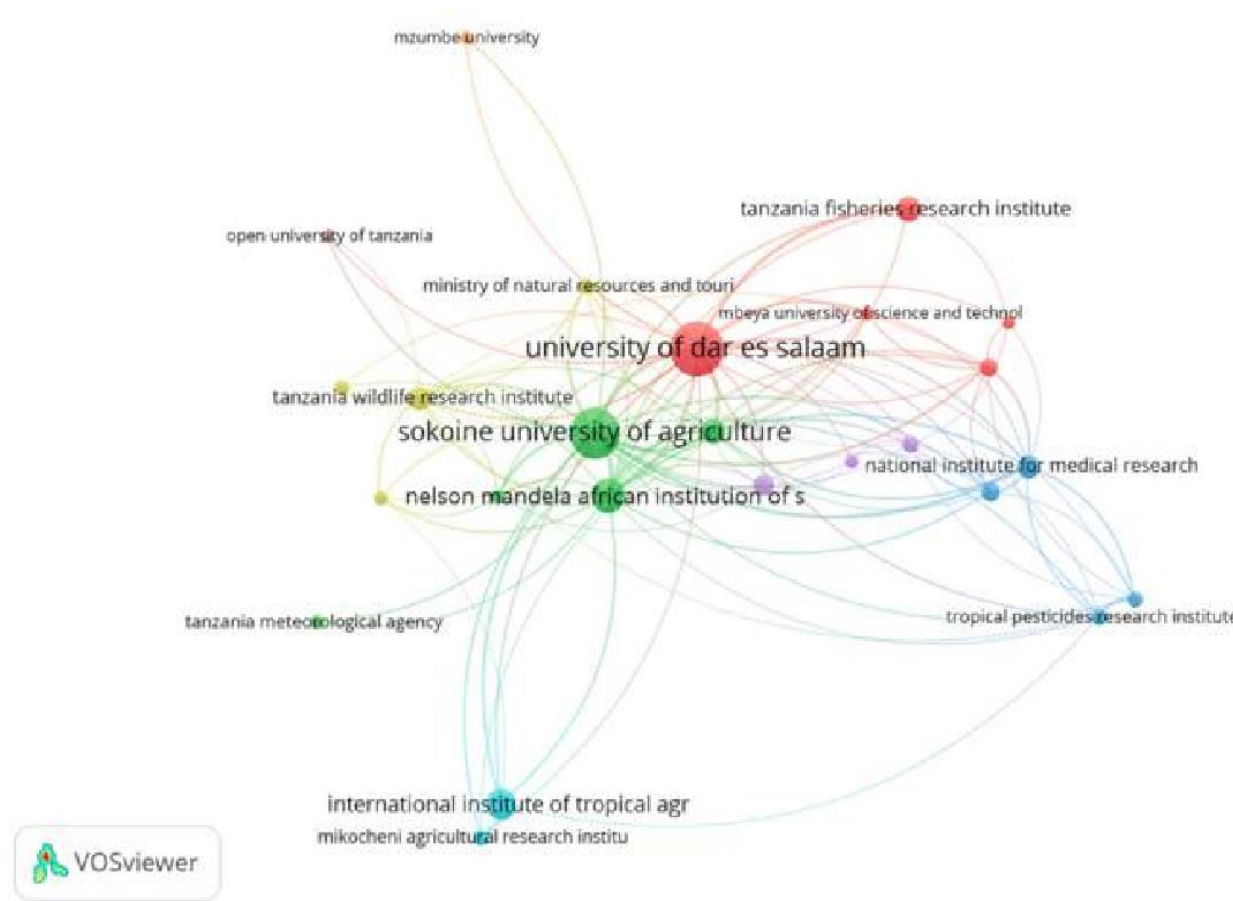 mzumbe university
tanzania fisheries research institute
open university of tanzania
ministry of natural resources and touri
mbeya university of science and technol
university of dar es salaam
tanzania wildlife research institute
sokoine university of agriculture
national institute for medical research
nelson mandela african institution of s
tropical pesticides research institute
tanzania meteorological agency
international institute of tropical agr
mikocheni agricultural research institu
VOSviewer